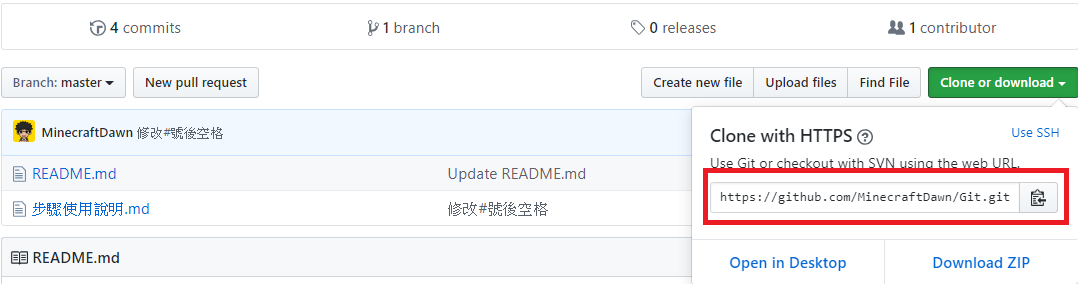 4 commits
1 branch
0 releases
1 contributor
Branch: master
New pull request
Create new file
Upload files
Find File
Clone or download
MinecraftDawn 修改#號後空格
README.md
Update README.md
步驟使用說明.md
修改#號後空格
README.md
Clone with HTTPS
Use SSH
Use Git or checkout with SVN using the web URL.
https://github.com/MinecraftDawn/Git.git
Open in Desktop
Download ZIP